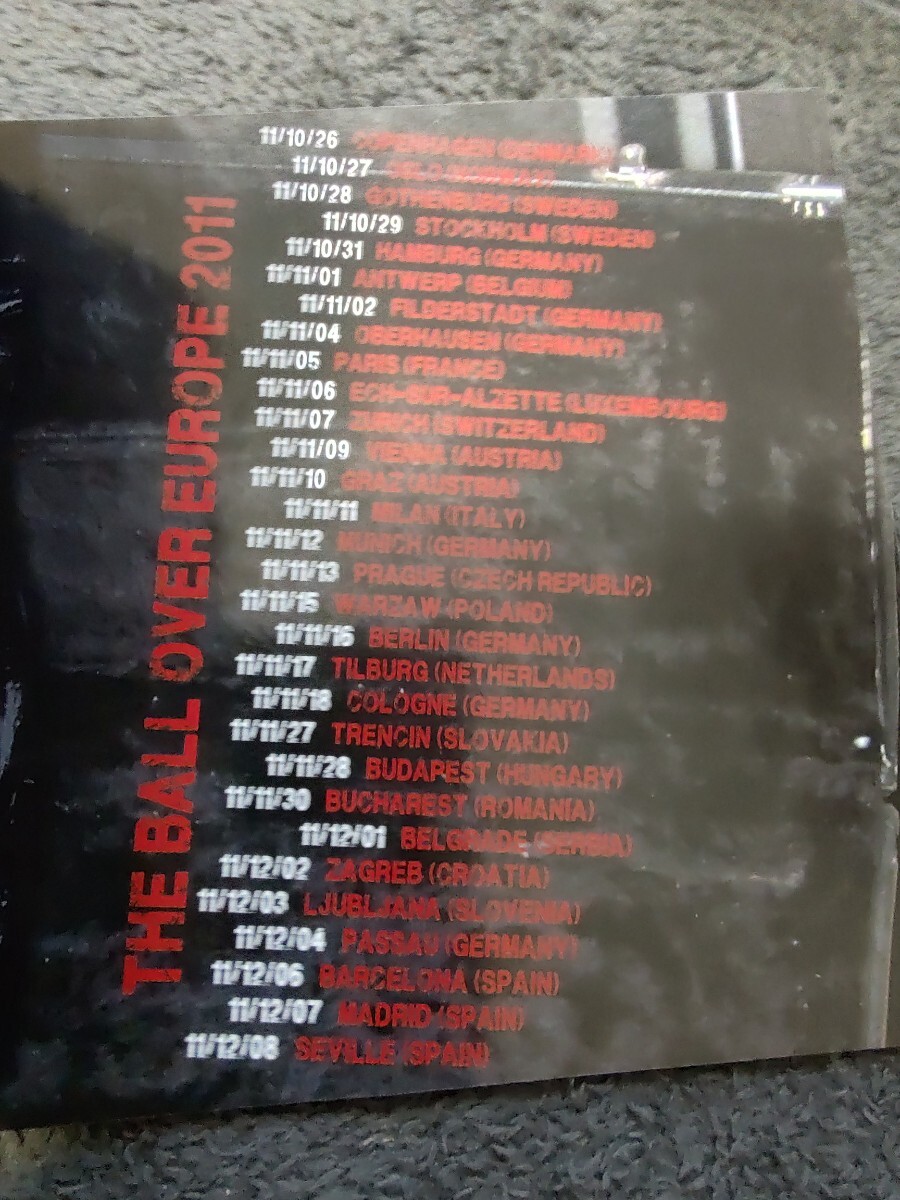 THE BALL OVER EUROPE 2011
11/10/26 COPENHAGEN (DENMARK)
11/10/27
11/10/28 GOTHENBURG (SWEDEN)
11/10/29 STOCKHOLM (SWEDEN)
11/10/31 HAMBURG (GERMANY)
11/11/01 ANTWERP (BELGIUM)
11/11/02 FILDERSTADT (GERMANY)
11/11/04 OBERHAUSEN (GERMANY)
11/11/05 PARIS (FRANCE)
11/11/06 ECH-SUR-ALZETTE (LUXEMBOURG)
11/11/07 ZURICH (SWITZERLAND)
11/11/09 VIENNA (AUSTRIA)
11/11/10 GRAZ (AUSTRIA)
11/11/11 MILAN (ITALY)
11/11/12 MUNICH (GERMANY)
11/11/13 PRAGUE (CZECH REPUBLIC)
11/11/15 WARZAW (POLAND)
11/11/16 BERLIN (GERMANY)
11/11/17 TILBURG (NETHERLANDS)
11/11/18 COLOGNE (GERMANY)
11/11/27 TRENCIN (SLOVAKIA)
11/11/28 BUDAPEST (HUNGARY)
11/11/30 BUCHAREST (ROMANIA)
11/12/01 BELGRADE (SERBIA)
11/12/02 ZAGREB (CROATIA)
11/12/03 LJUBLJANA (SLOVENIA)
11/12/04 PASSAU (GERMANY)
11/12/06 BARCELONA (SPAIN)
11/12/07 MADRID (SPAIN)
11/12/08 SEVILLE (SPAIN)